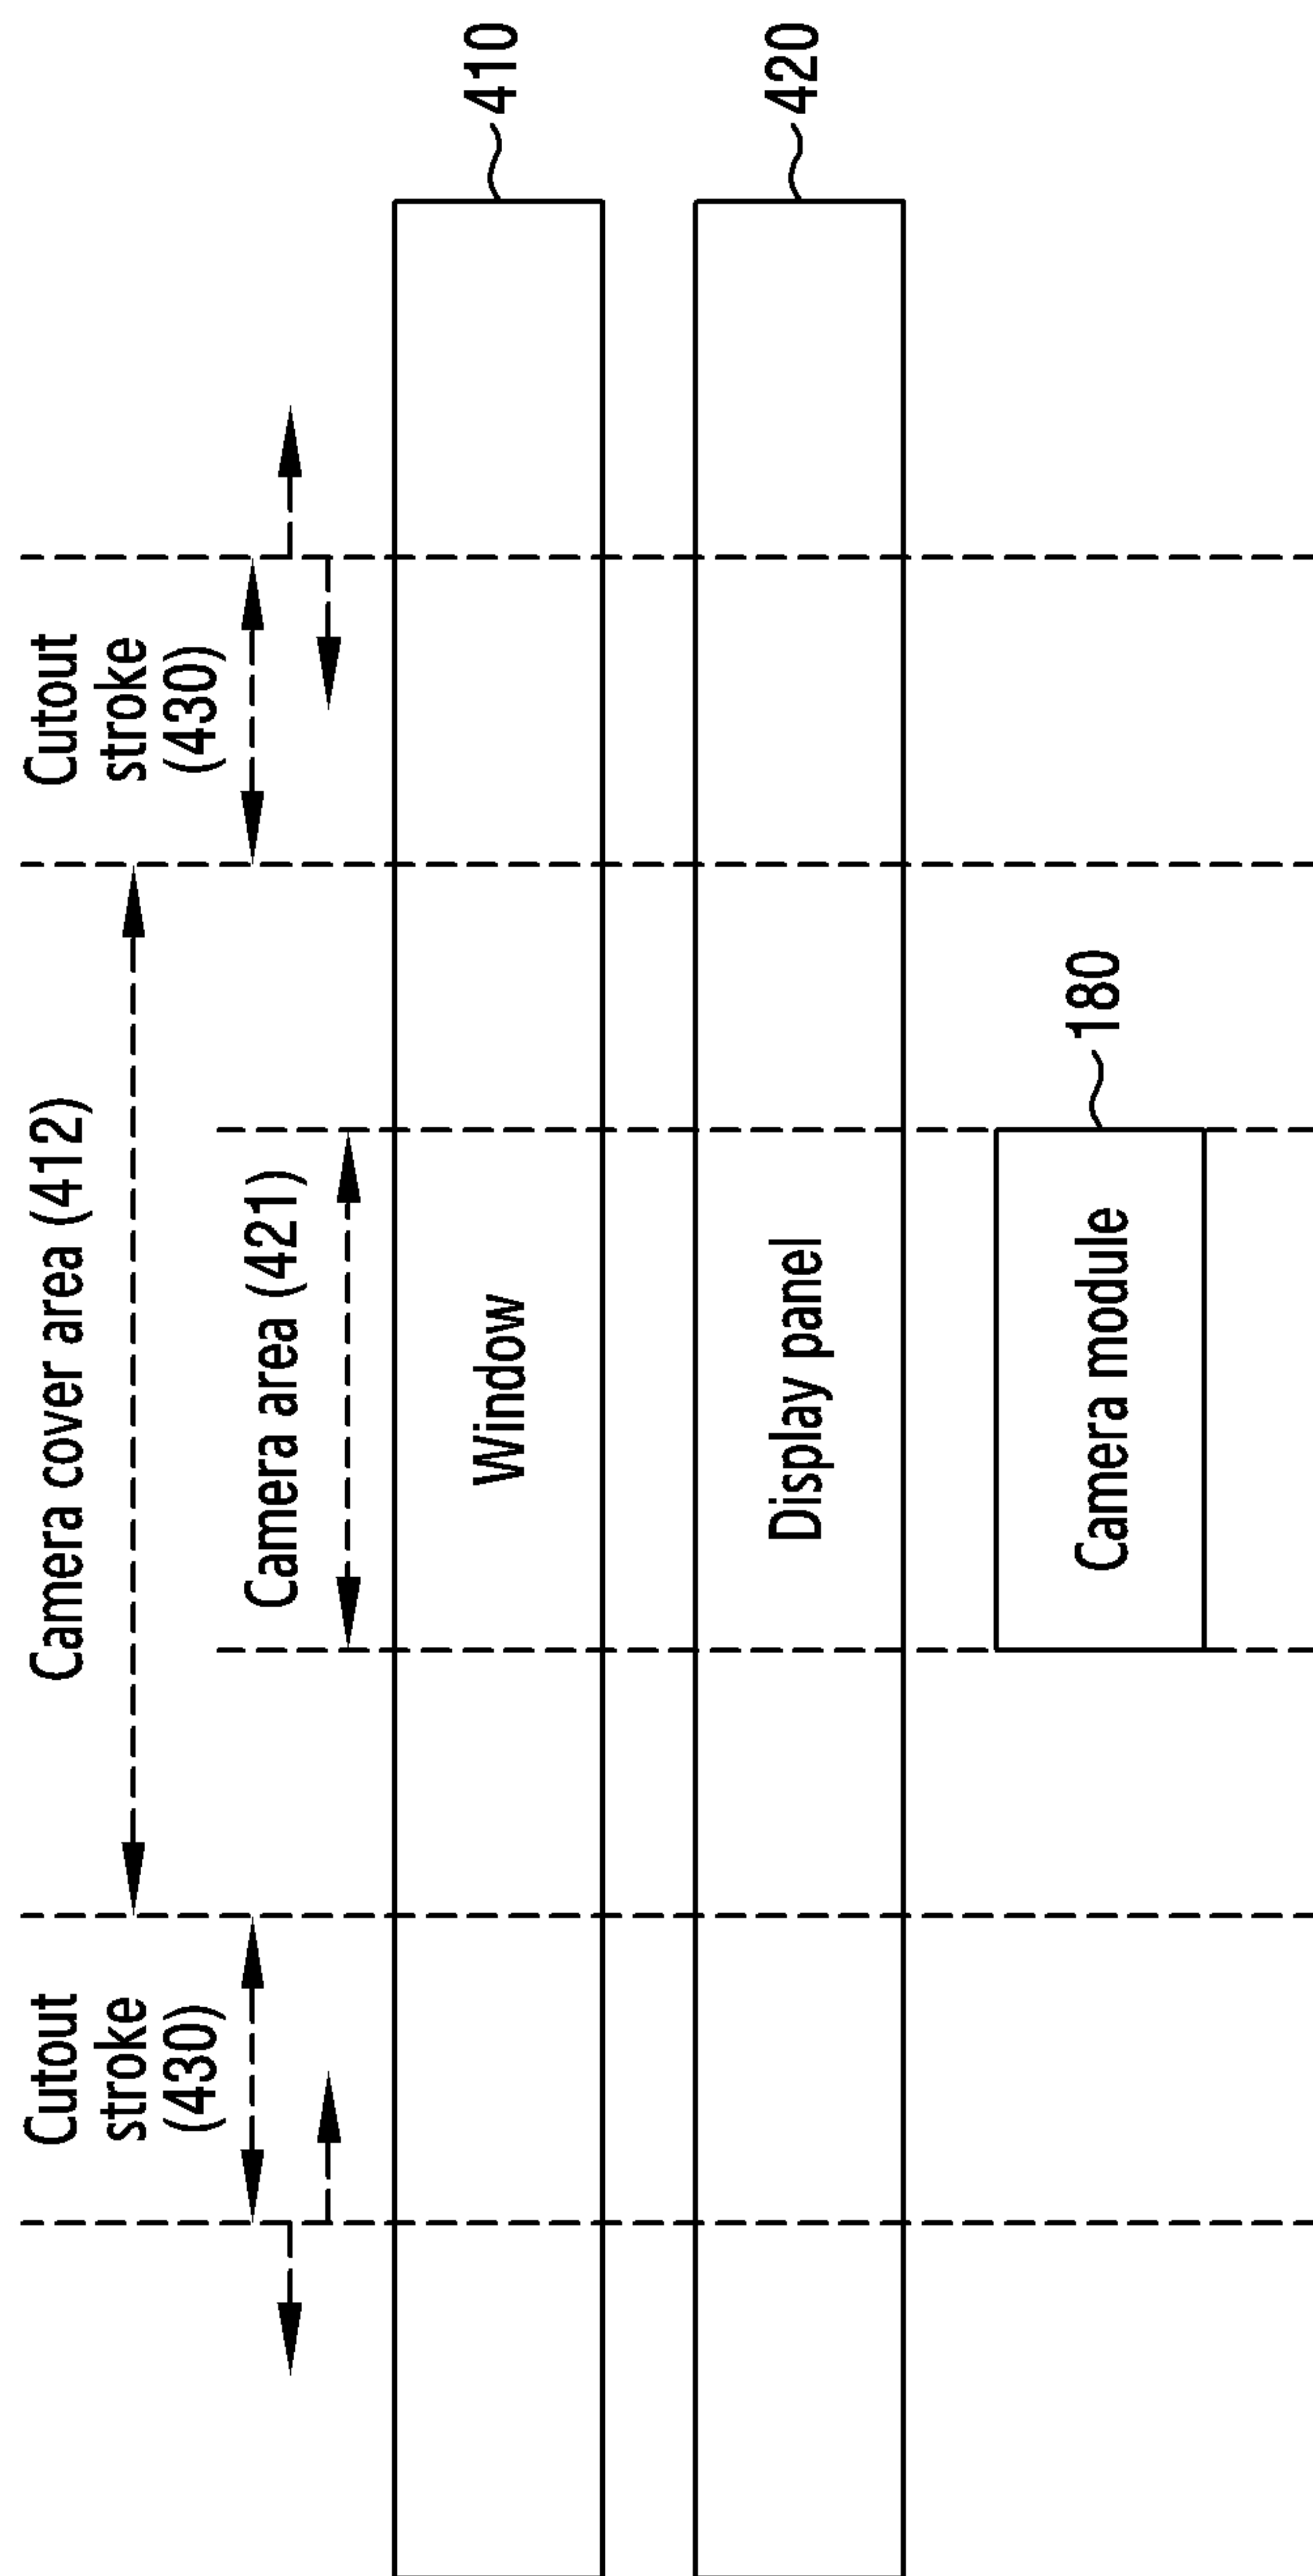 Camera cover area (412)
Cutout
stroke
(430)
Cutout
stroke
(430)
Camera area (421)
Window
410
Display panel
420
Camera module
180